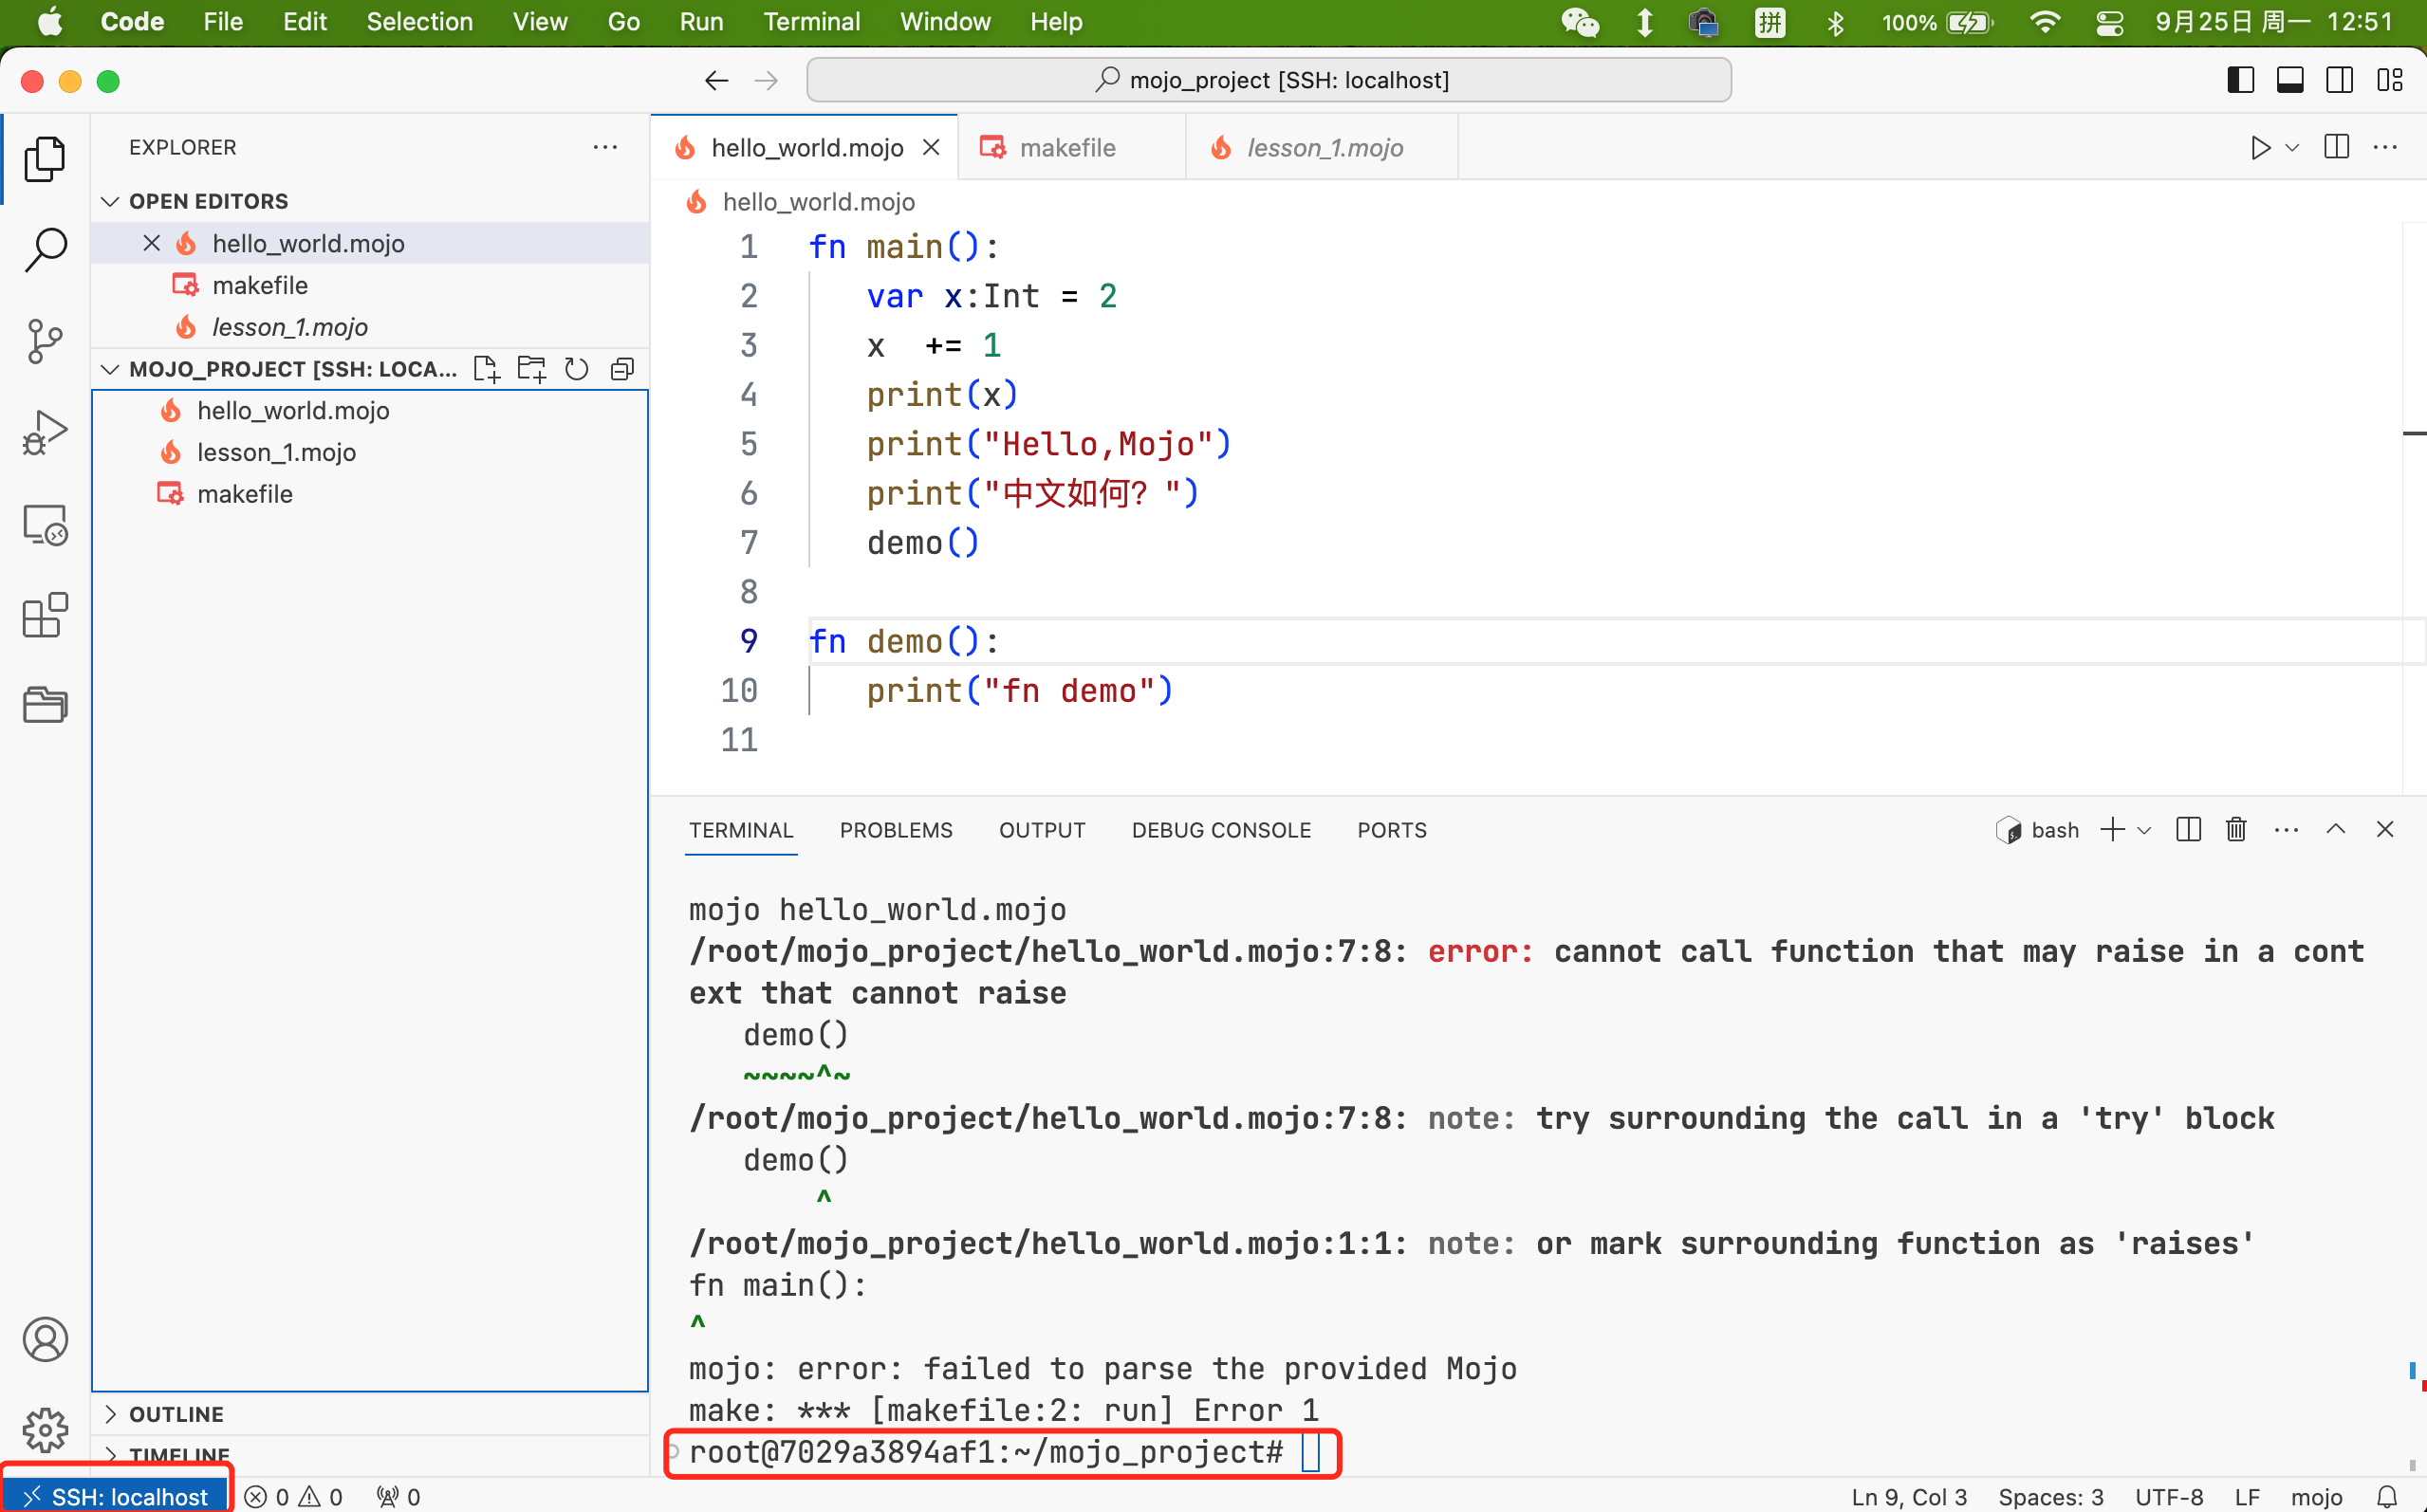 Code File Edit Selection View Go Run Terminal Window Help 拼 100% 9月25日 周一 12:51
mojo_project [SSH: localhost]
EXPLORER
OPEN EDITORS
hello_world.mojo
makefile
lesson_1.mojo
MOJO_PROJECT [SSH: LOCA...
hello_world.mojo
lesson_1.mojo
makefile
OUTLINE
TIMELINE
hello_world.mojo makefile lesson_1.mojo
hello_world.mojo
1 fn main():
2 var x:Int = 2
3 x += 1
4 print(x)
5 print("Hello,Mojo")
6 print("中文如何？")
7 demo()
8
9 fn demo():
10 print("fn demo")
11
TERMINAL PROBLEMS OUTPUT DEBUG CONSOLE PORTS bash
mojo hello_world.mojo
/root/mojo_project/hello_world.mojo:7:8: error: cannot call function that may raise in a cont
ext that cannot raise
demo()
~~~~^~
/root/mojo_project/hello_world.mojo:7:8: note: try surrounding the call in a 'try' block
demo()
^
/root/mojo_project/hello_world.mojo:1:1: note: or mark surrounding function as 'raises'
fn main():
^
mojo: error: failed to parse the provided Mojo
make: *** [makefile:2: run] Error 1
root@7029a3894af1:~/mojo_project#
SSH: localhost 0 0 0 Ln 9, Col 3 Spaces: 3 UTF-8 LF mojo